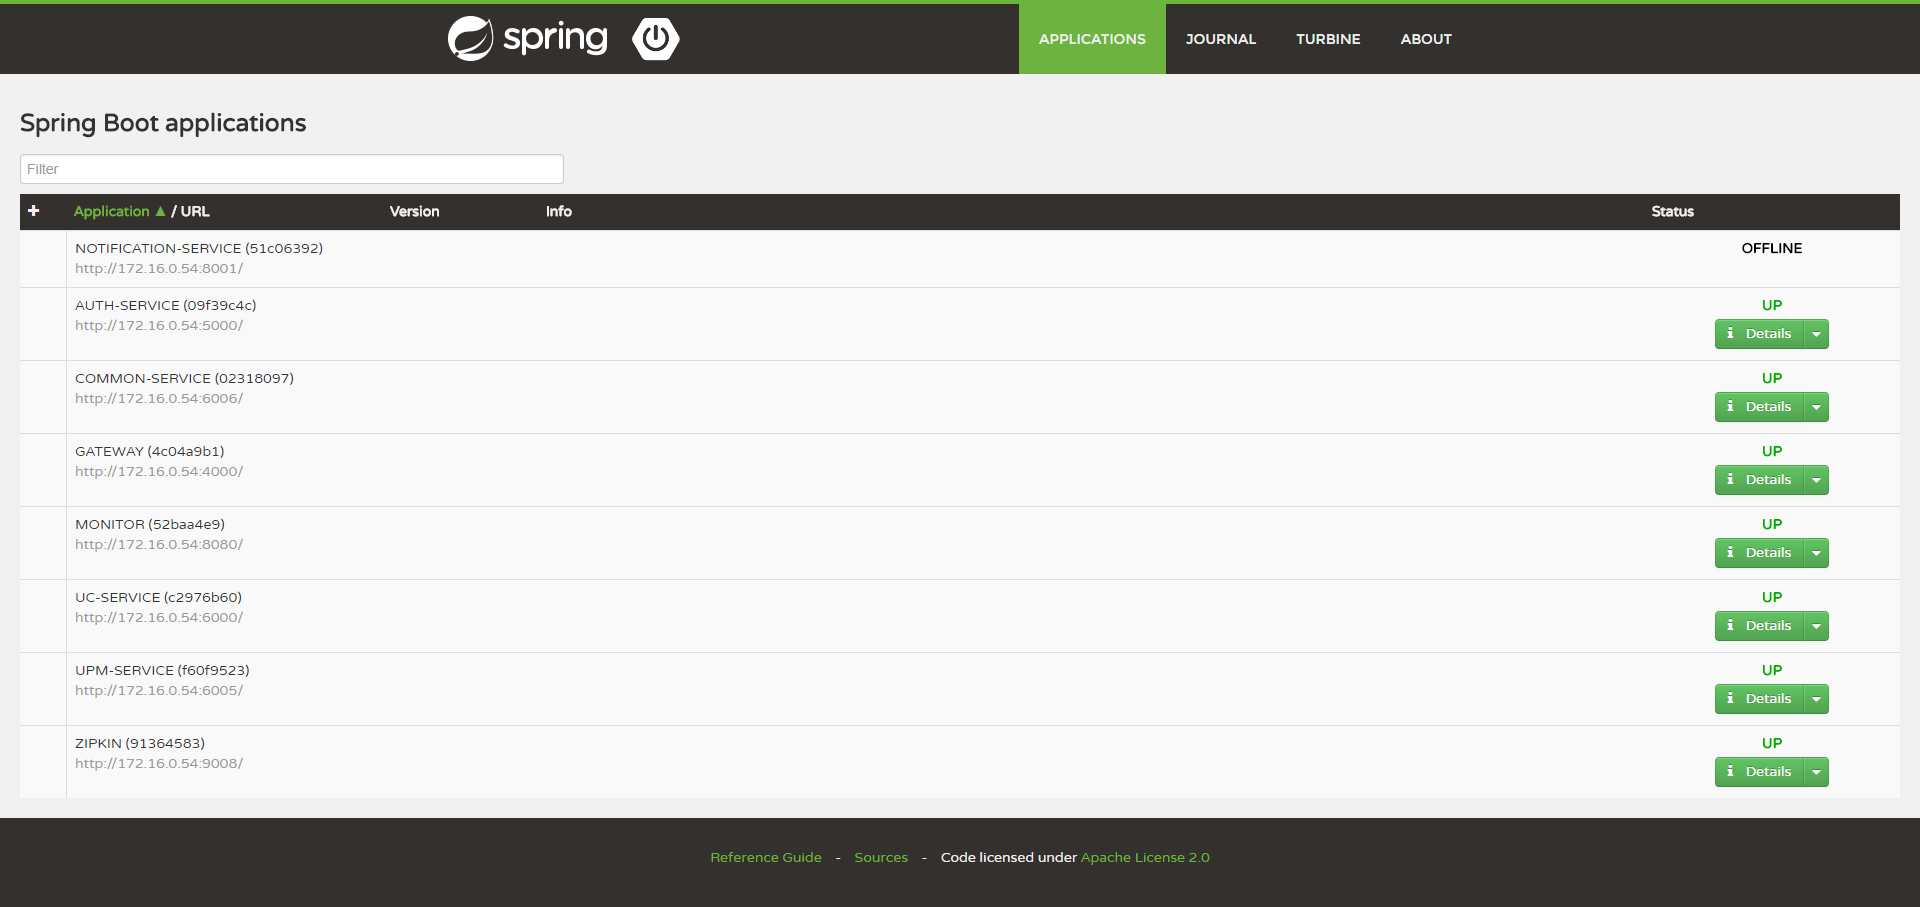 spring
APPLICATIONS
JOURNAL
TURBINE
ABOUT
Spring Boot applications
Filter
Application ▲ / URL
Version
Info
Status
NOTIFICATION-SERVICE (51c06392)
http://172.16.0.54:8001/
OFFLINE
AUTH-SERVICE (09f39c4c)
http://172.16.0.54:5000/
UP
Details
COMMON-SERVICE (02318097)
http://172.16.0.54:6006/
UP
Details
GATEWAY (4c04a9b1)
http://172.16.0.54:4000/
UP
Details
MONITOR (52baa4e9)
http://172.16.0.54:8080/
UP
Details
UC-SERVICE (c2976b60)
http://172.16.0.54:6000/
UP
Details
UPM-SERVICE (f60f9523)
http://172.16.0.54:6005/
UP
Details
ZIPKIN (91364583)
http://172.16.0.54:9008/
UP
Details
Reference Guide - Sources - Code licensed under Apache License 2.0